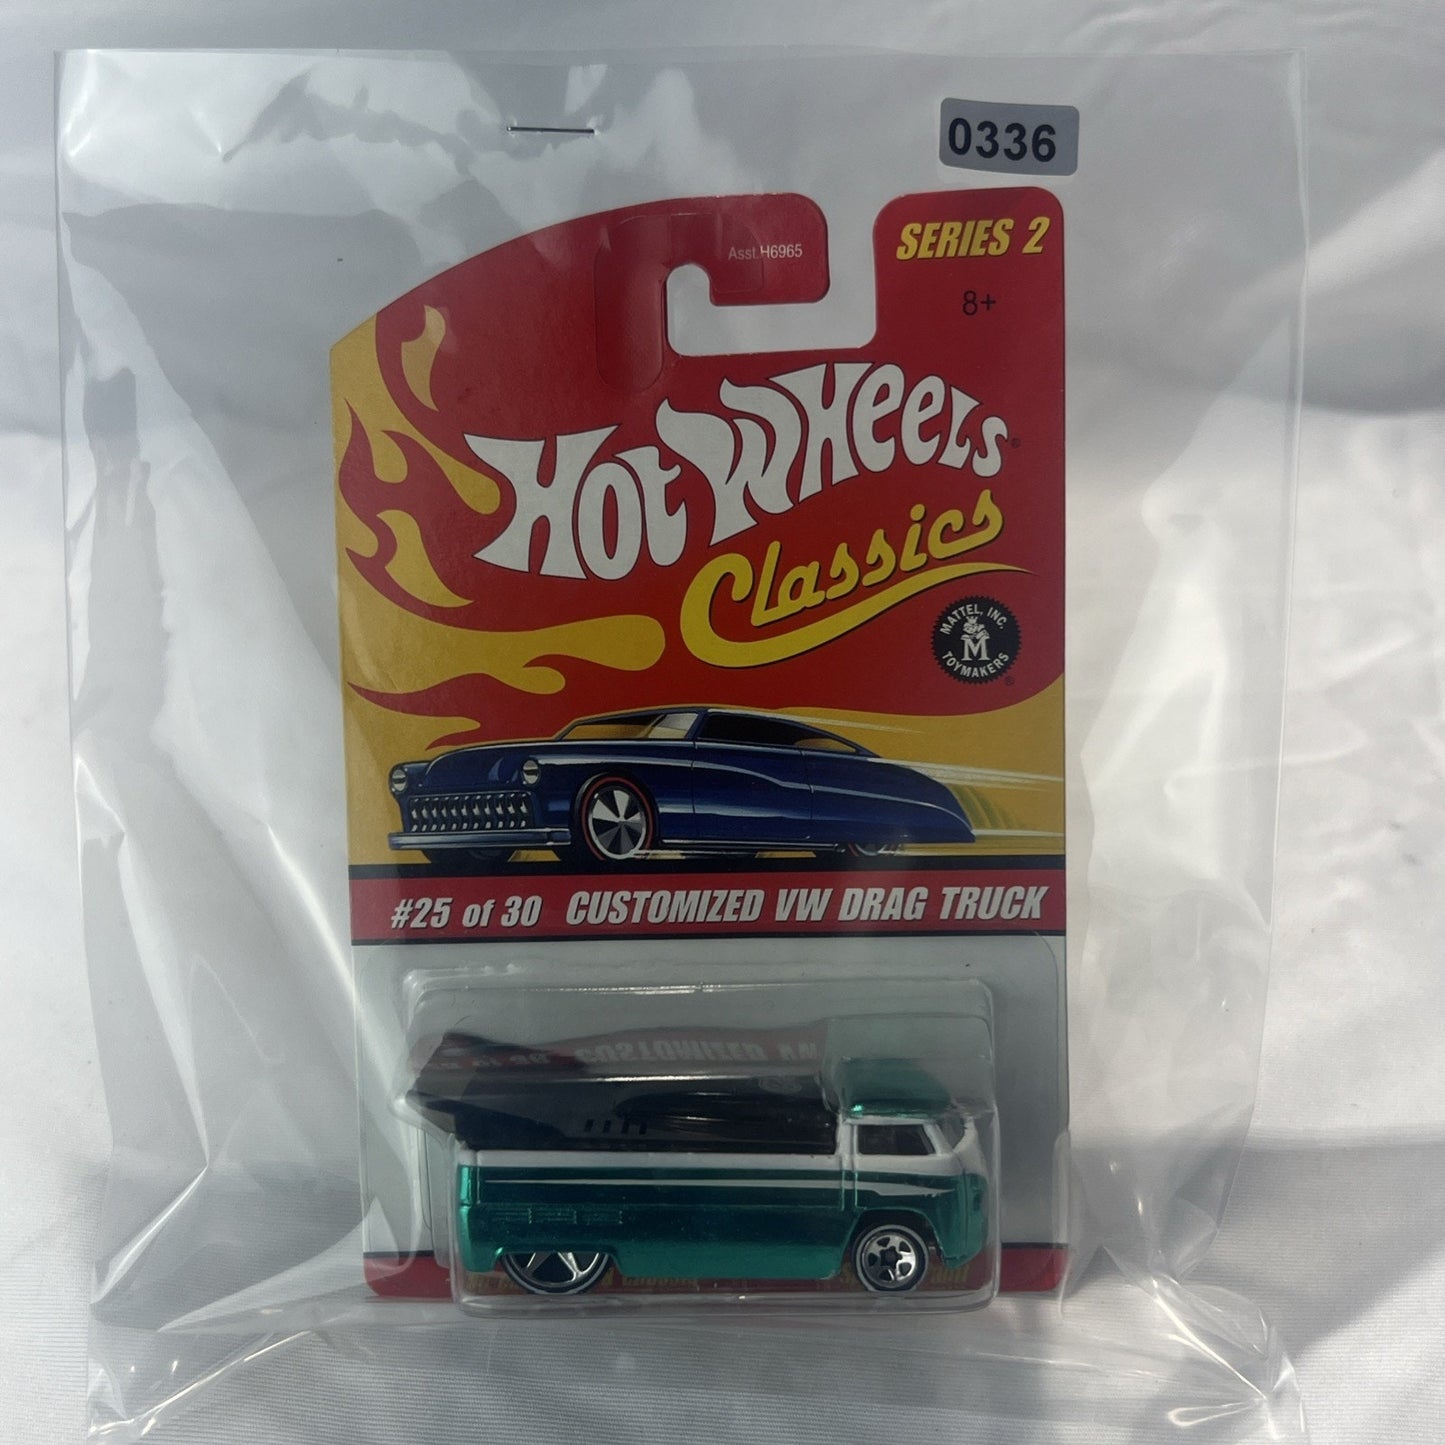 0336
Asst.H6965
SERIES 2
8+
HOT WHEELS®
Classics
MATTEL, INC.
M
TOYMAKERS
®
#25 of 30 CUSTOMIZED VW DRAG TRUCK